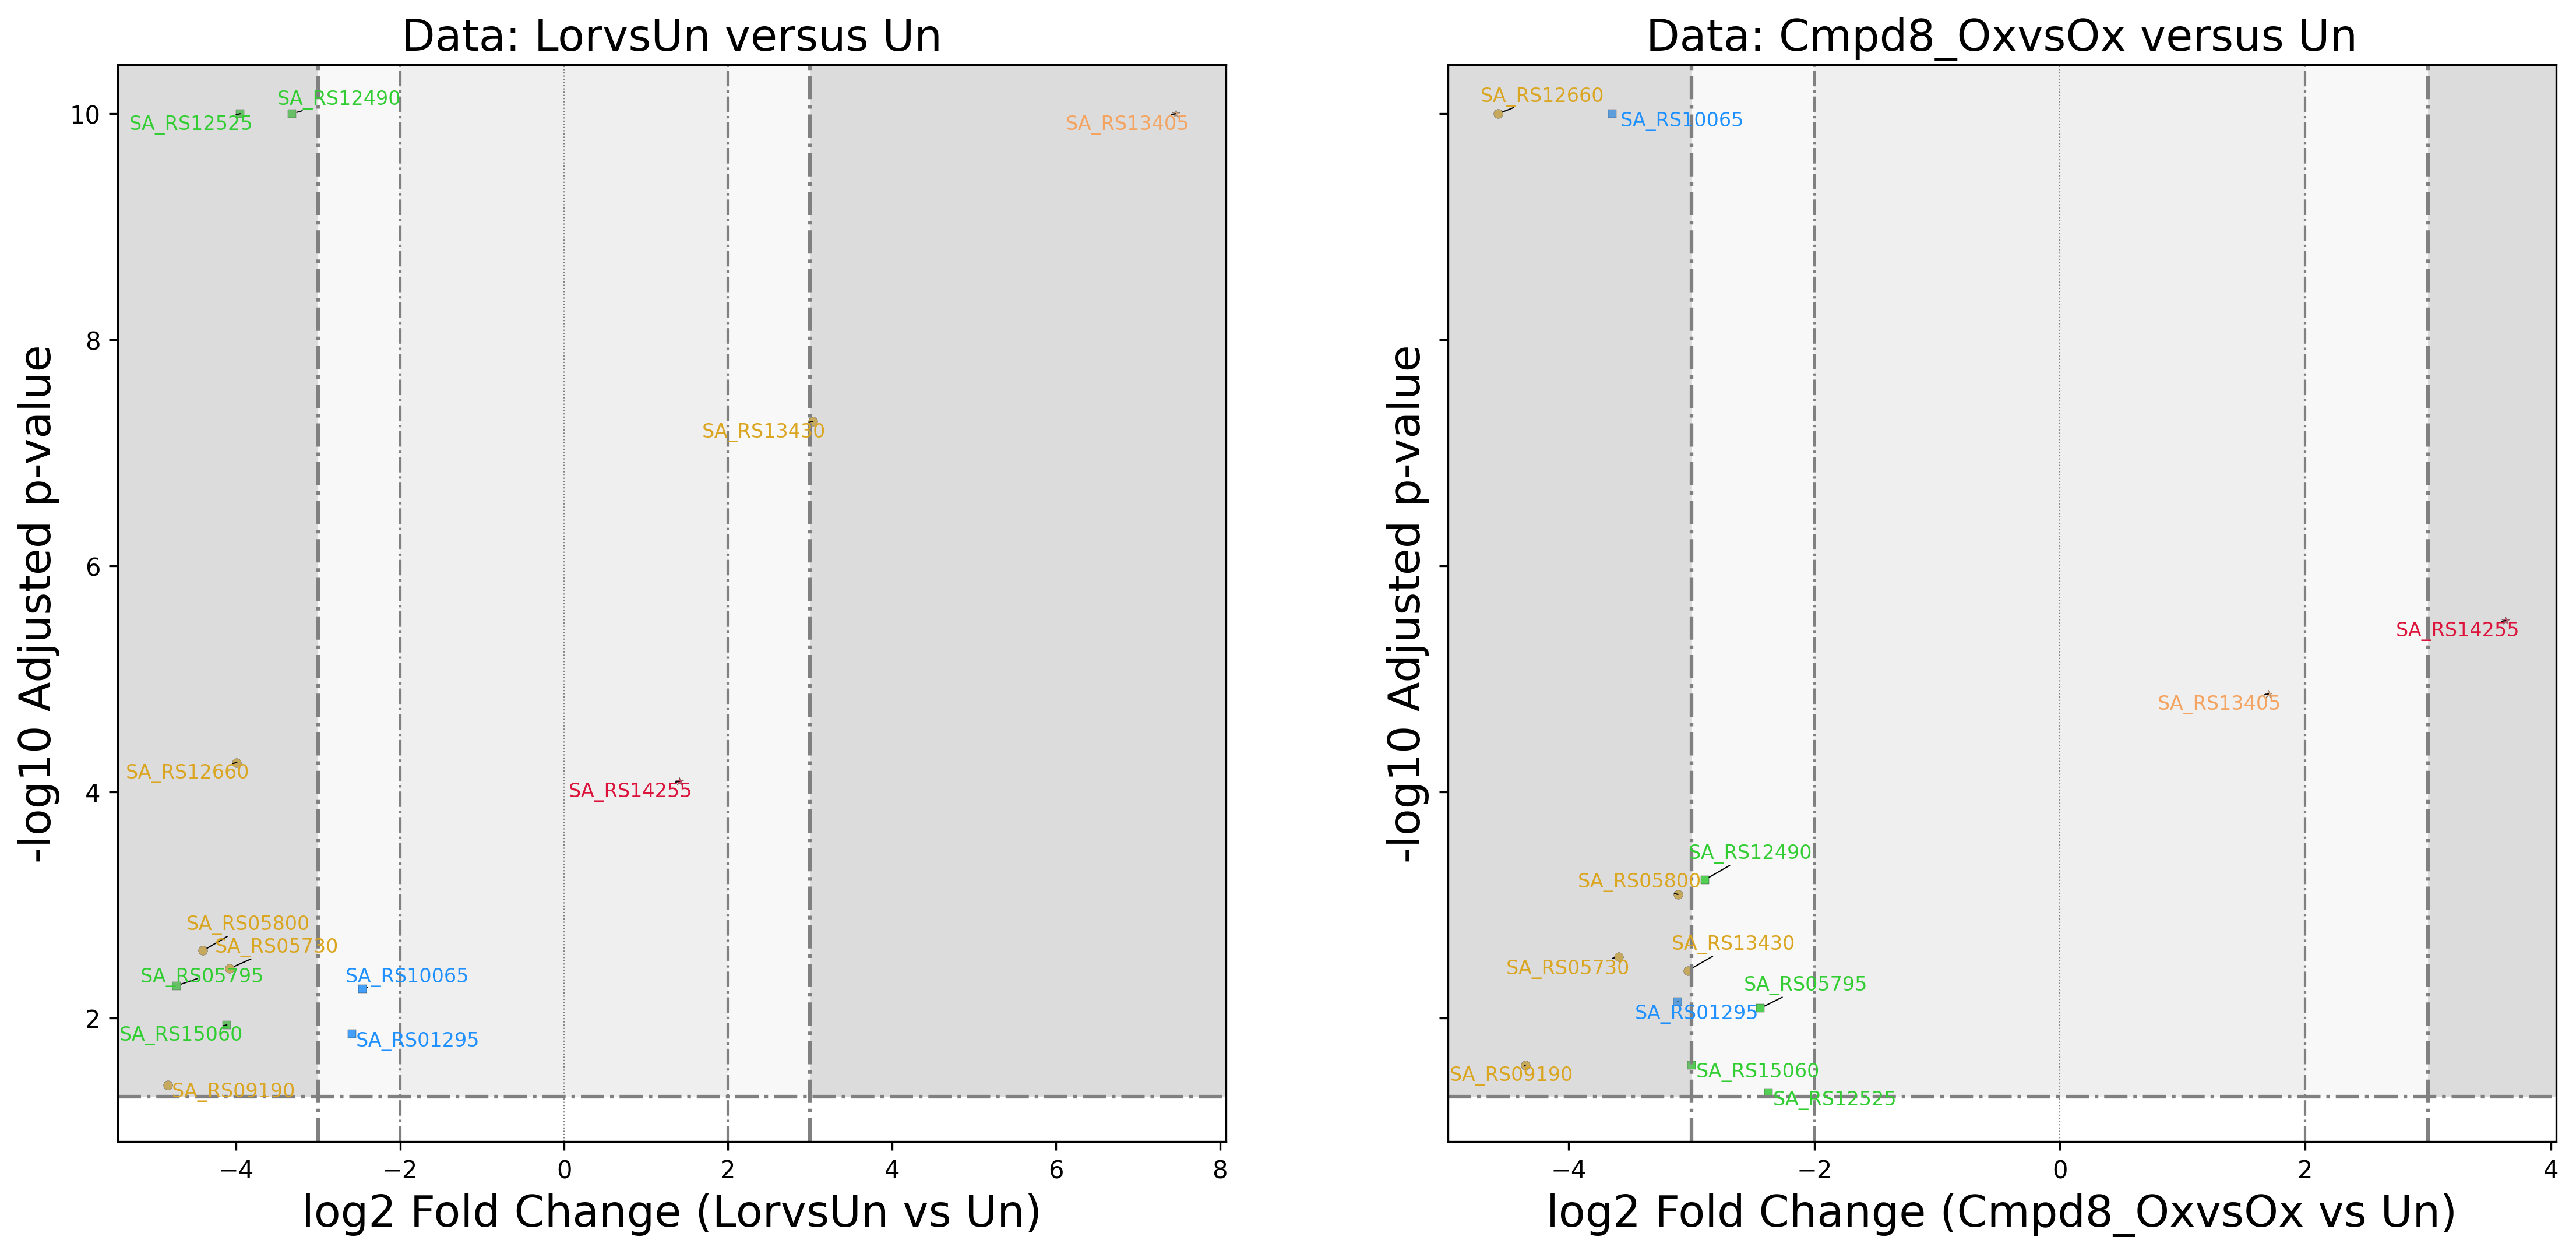 Data: LorvsUn versus Un
-log10 Adjusted p-value
10
8
6
4
2
SA_RS12490
SA_RS12525
SA_RS13405
SA_RS13430
SA_RS12660
SA_RS14255
SA_RS05800
SA_RS05730
SA_RS05795
SA_RS10065
SA_RS15060
SA_RS01295
SA_RS09190
−4
−2
0
2
4
6
8
log2 Fold Change (LorvsUn vs Un)
Data: Cmpd8_OxvsOx versus Un
-log10 Adjusted p-value
SA_RS12660
SA_RS10065
SA_RS14255
SA_RS13405
SA_RS12490
SA_RS05800
SA_RS13430
SA_RS05730
SA_RS05795
SA_RS01295
SA_RS15060
SA_RS09190
SA_RS12525
−4
−2
0
2
4
log2 Fold Change (Cmpd8_OxvsOx vs Un)